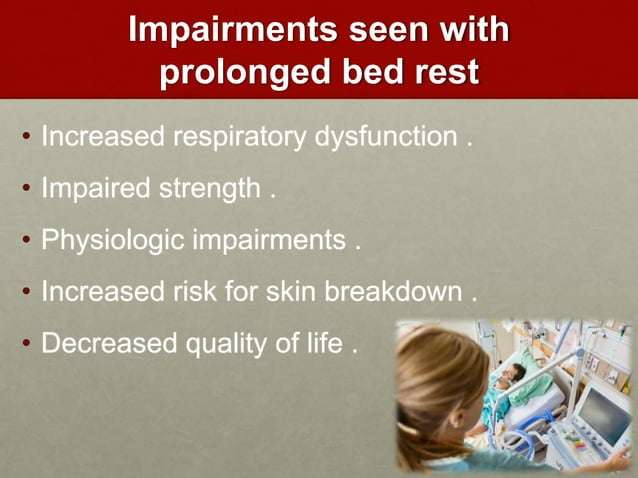 Impairments seen with
prolonged bed rest
• Increased respiratory dysfunction .
• Impaired strength .
• Physiologic impairments .
• Increased risk for skin breakdown .
• Decreased quality of life .